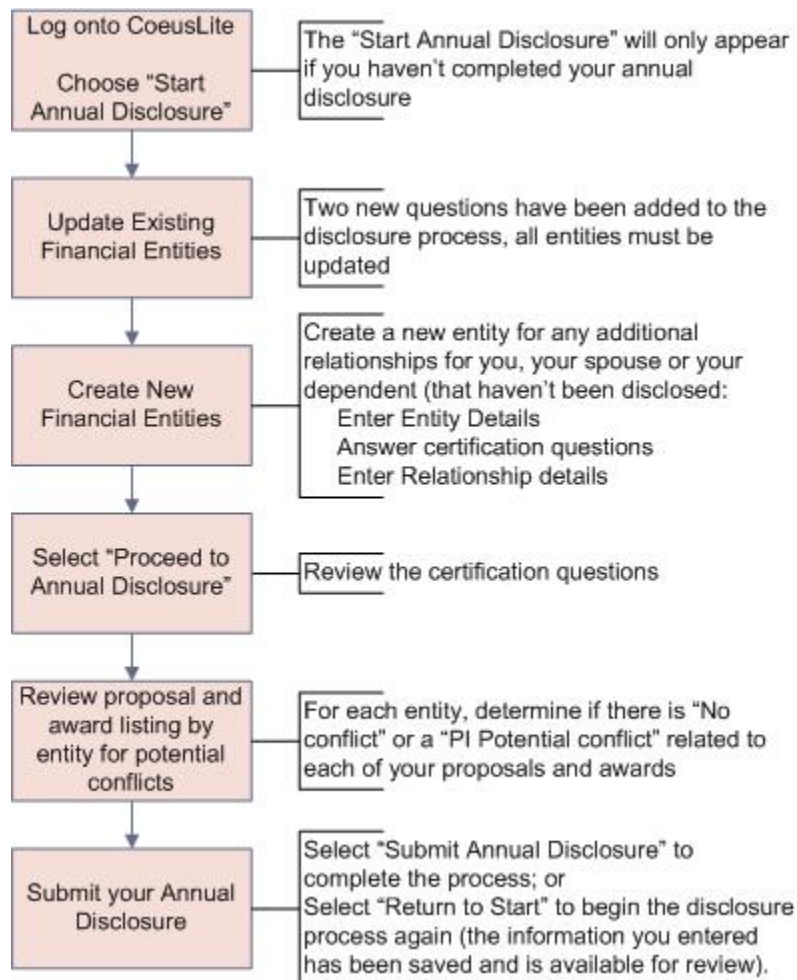 Log onto CoeusLite
Choose “Start
Annual Disclosure”
The “Start Annual Disclosure” will only appear
if you haven’t completed your annual
disclosure
Update Existing
Financial Entities
Two new questions have been added to the
disclosure process, all entities must be
updated
Create New
Financial Entities
Create a new entity for any additional
relationships for you, your spouse or your
dependent (that haven’t been disclosed:
Enter Entity Details
Answer certification questions
Enter Relationship details
Select “Proceed to
Annual Disclosure”
Review the certification questions
Review proposal and
award listing by
entity for potential
conflicts
For each entity, determine if there is “No
conflict” or a “PI Potential conflict” related to
each of your proposals and awards
Submit your Annual
Disclosure
Select “Submit Annual Disclosure” to
complete the process; or
Select “Return to Start” to begin the disclosure
process again (the information you entered
has been saved and is available for review).